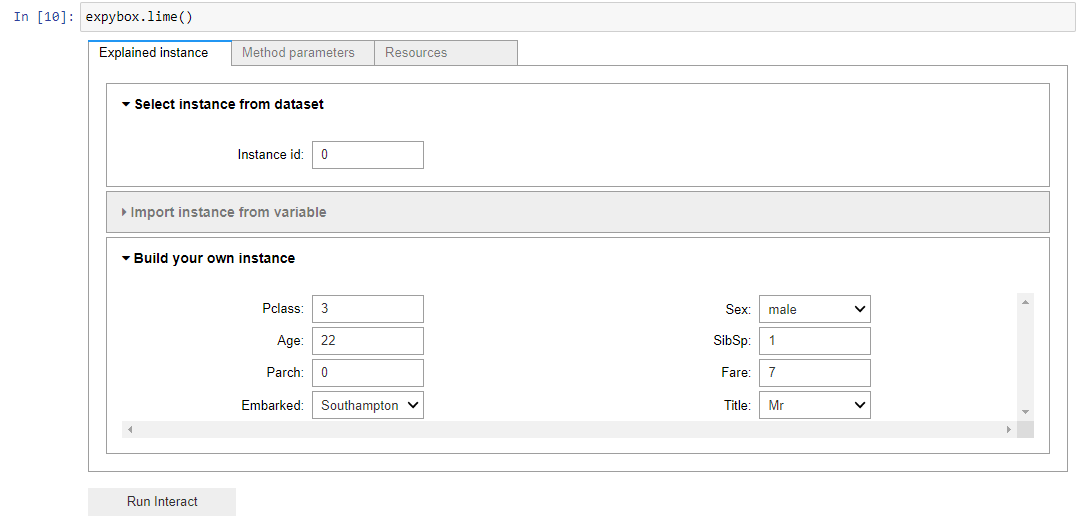 In [10]: expybox.lime()
Explained instance Method parameters Resources
Select instance from dataset
Instance id: 0
Import instance from variable
Build your own instance
Pclass: 3 Sex: male
Age: 22 SibSp: 1
Parch: 0 Fare: 7
Embarked: Southampton Title: Mr
Run Interact